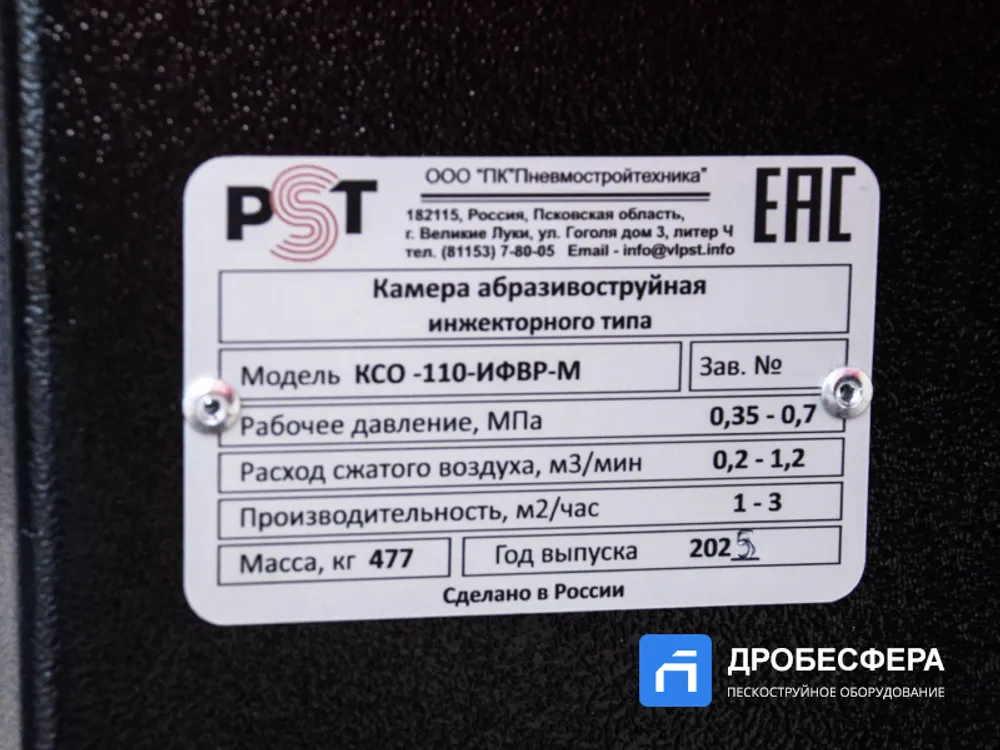 PST
ООО "ПК"Пневмостройтехника"
182115, Россия, Псковская область,
г. Великие Луки, ул. Гоголя дом 3, литер Ч
тел. (81153) 7-80-05 Email - info@vlpst.info
ЕАС
Камера абразивоструйная
инжекторного типа
Модель КСО -110-ИФВР-М
Зав. №
Рабочее давление, МПа 0,35 - 0,7
Расход сжатого воздуха, м3/мин 0,2 - 1,2
Производительность, м2/час 1 - 3
Масса, кг 477
Год выпуска 2025
Сделано в России
ДРОБЕСФЕРА
ПЕСКОСТРУЙНОЕ ОБОРУДОВАНИЕ